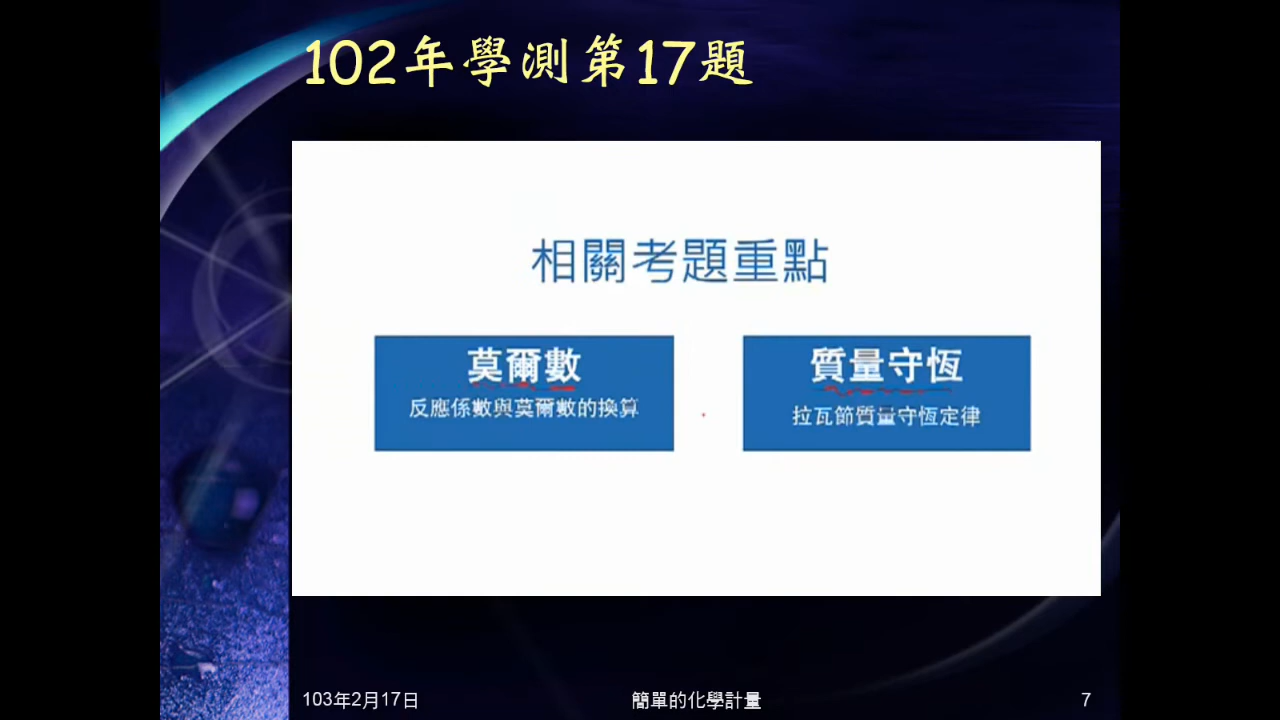 102年學測第17題
相關考題重點
莫爾數
反應係數與莫爾數的換算
質量守恆
拉瓦節質量守恆定律
103年2月17日
簡單的化學計量
7